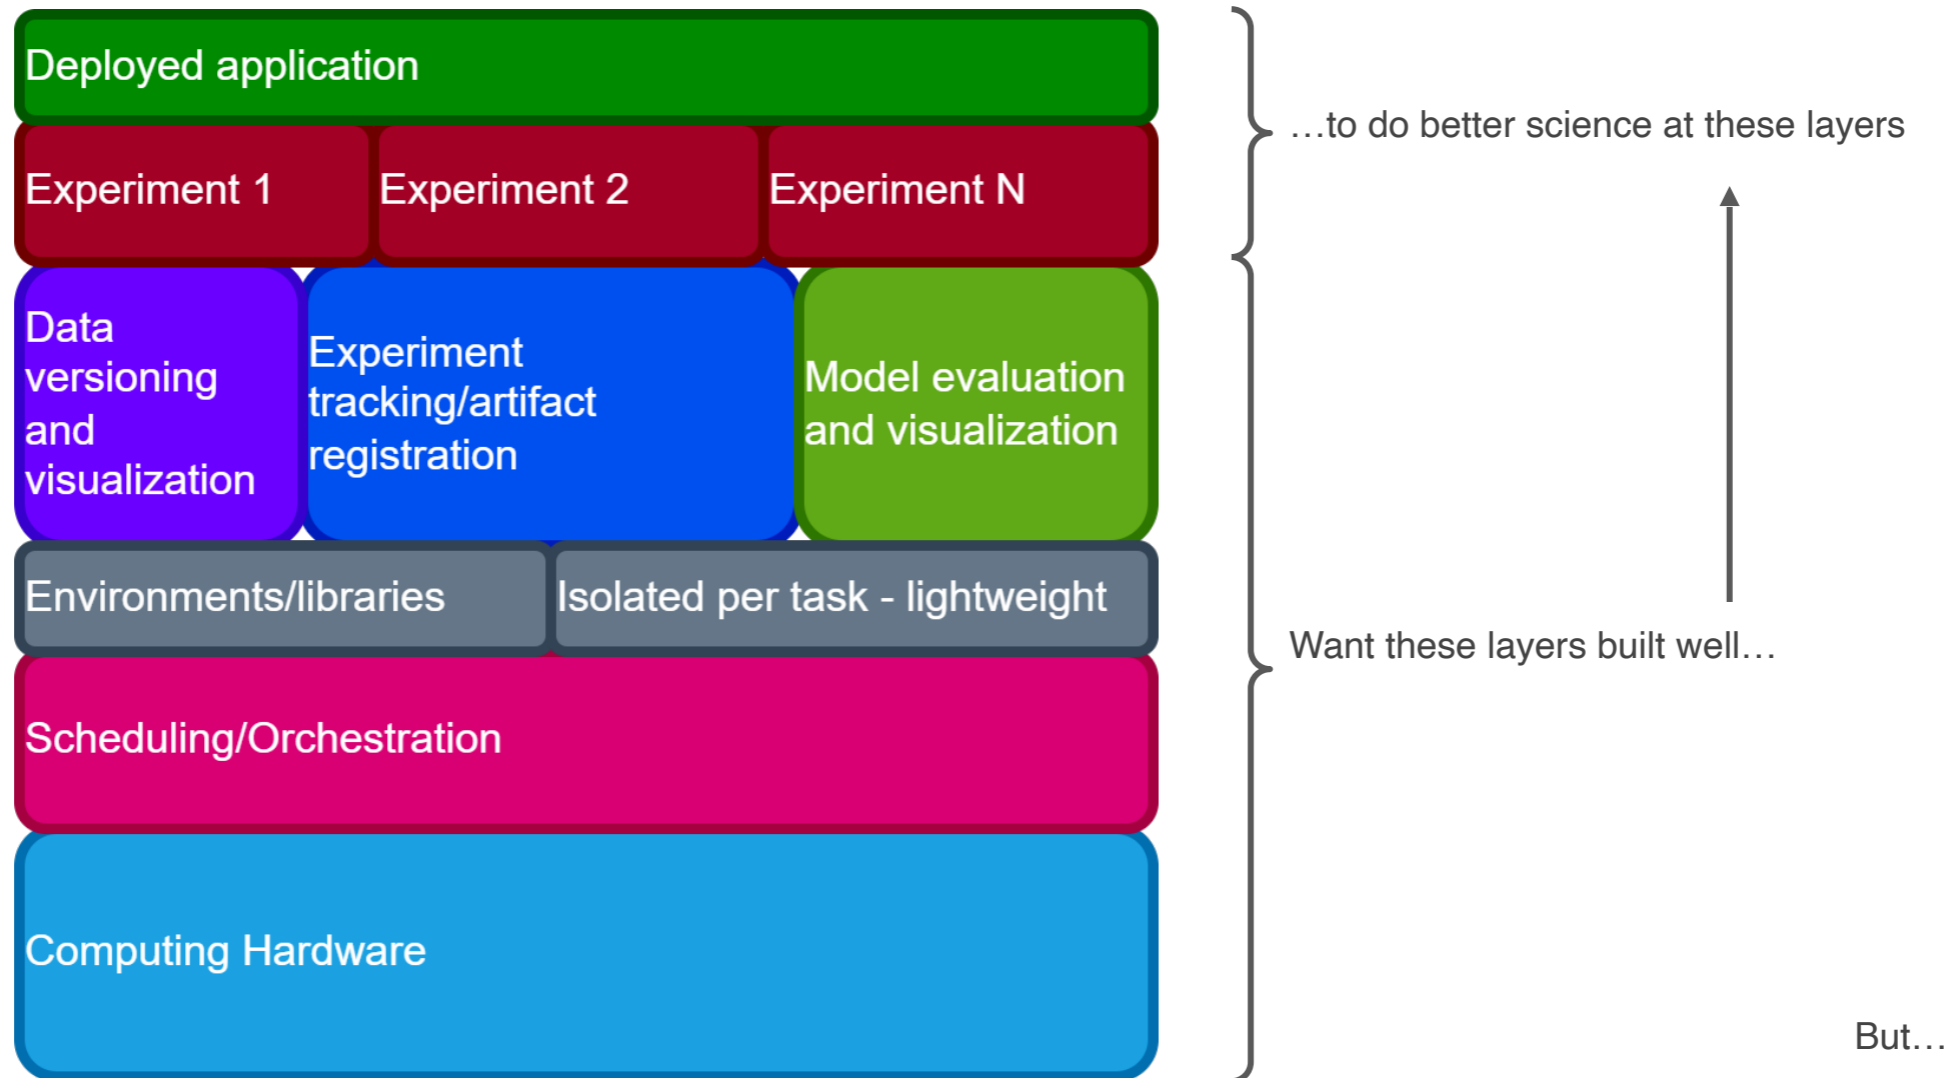 Deployed application
…to do better science at these layers
Experiment 1
Experiment 2
Experiment N
Data
versioning
and
visualization
Experiment
tracking/artifact
registration
Model evaluation
and visualization
Environments/libraries
Isolated per task - lightweight
Want these layers built well…
Scheduling/Orchestration
Computing Hardware
But…